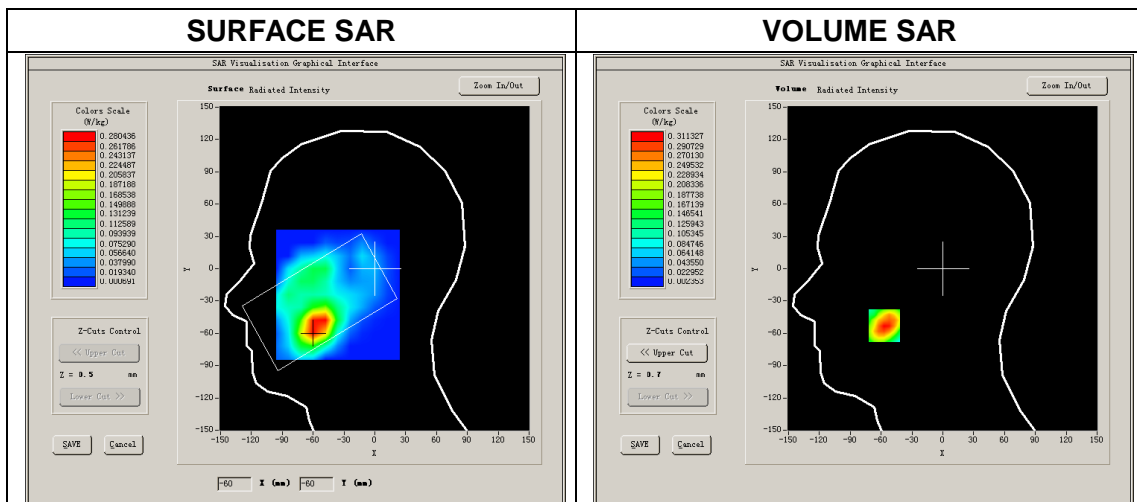 SURFACE SAR
VOLUME SAR
SAR Visualisation Graphical Interface
Surface Radiated Intensity
Zoom In/Out
Colors Scale
(W/kg)
0.280436
0.261786
0.243137
0.224487
0.205837
0.187188
0.168538
0.149888
0.131239
0.112589
0.093939
0.075290
0.056640
0.037990
0.019340
0.000691
150
120
90
60
30
0
-30
-60
-90
-120
-150
Y
-150 -120 -90 -60 -30 0 30 60 90 120 150
X
Z-Cuts Control
<< Upper Cut
Z = 0.5 mm
Lower Cut >>
SAVE Cancel
-60 X (mm) -60 Y (mm)
SAR Visualisation Graphical Interface
Volume Radiated Intensity
Zoom In/Out
Colors Scale
(W/kg)
0.311327
0.290729
0.270130
0.249532
0.228934
0.208336
0.187738
0.167139
0.146541
0.125943
0.105345
0.084746
0.064148
0.043550
0.022952
0.002353
150
120
90
60
30
0
-30
-60
-90
-120
-150
Y
-150 -120 -90 -60 -30 0 30 60 90 120 150
X
Z-Cuts Control
<< Upper Cut
Z = 0.7 mm
Lower Cut >>
SAVE Cancel